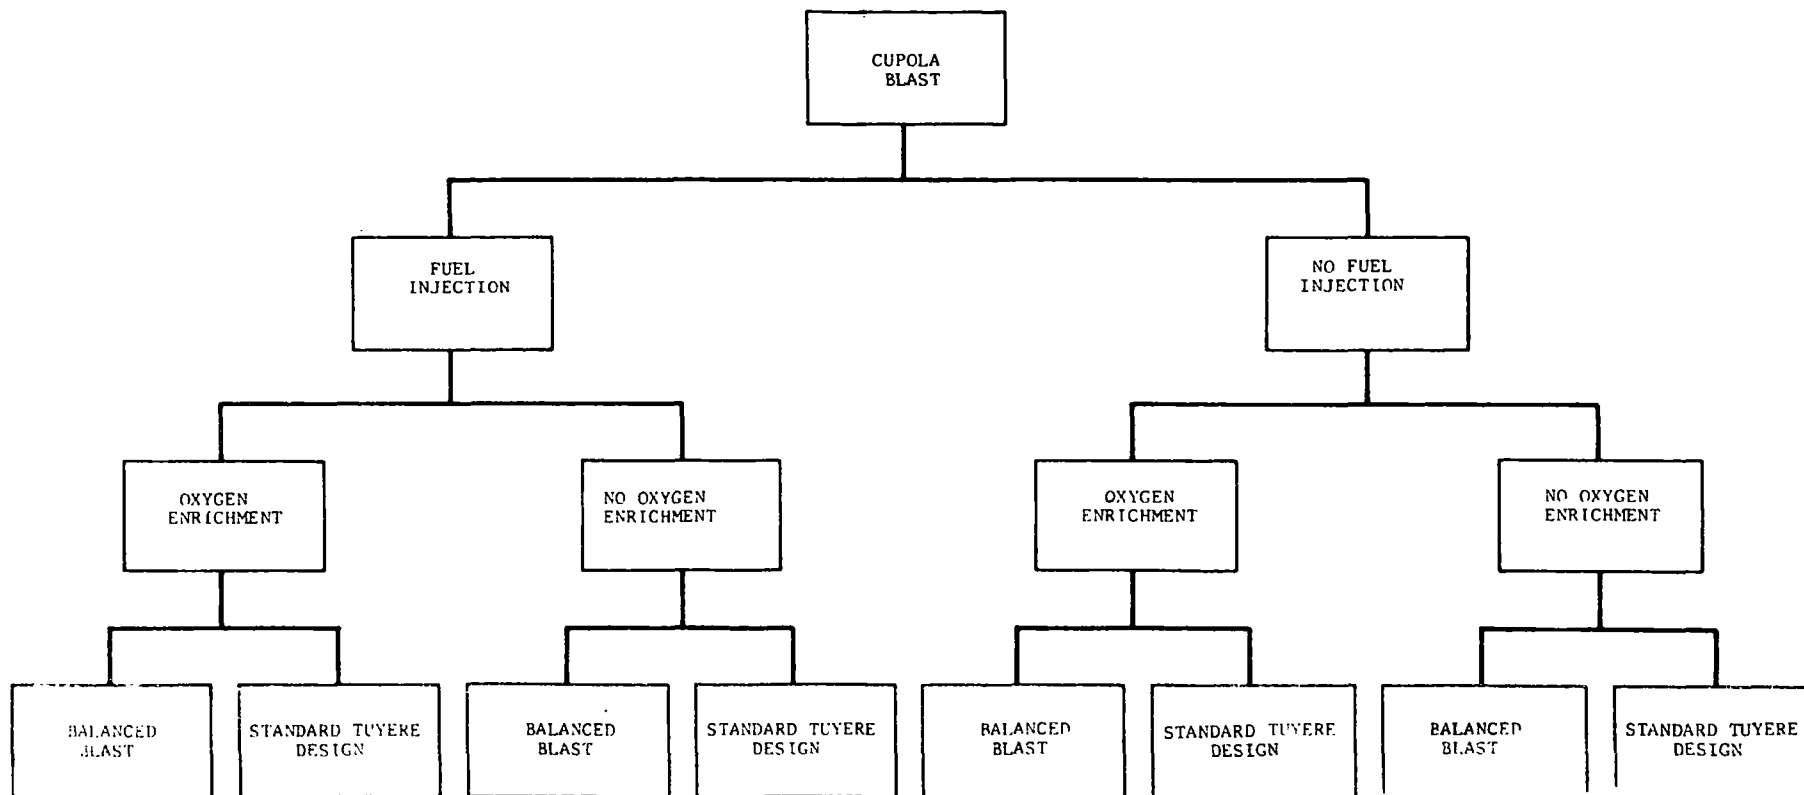 CUPOLA
BLAST
FUEL
INJECTION
NO FUEL
INJECTION
OXYGEN
ENRICHMENT
NO OXYGEN
ENRICHMENT
OXYGEN
ENRICHMENT
NO OXYGEN
ENRICHMENT
BALANCED
BLAST
STANDARD TUYERE
DESIGN
BALANCED
BLAST
STANDARD TUYERE
DESIGN
BALANCED
BLAST
STANDARD TUYERE
DESIGN
BALANCED
BLAST
STANDARD TUYERE
DESIGN